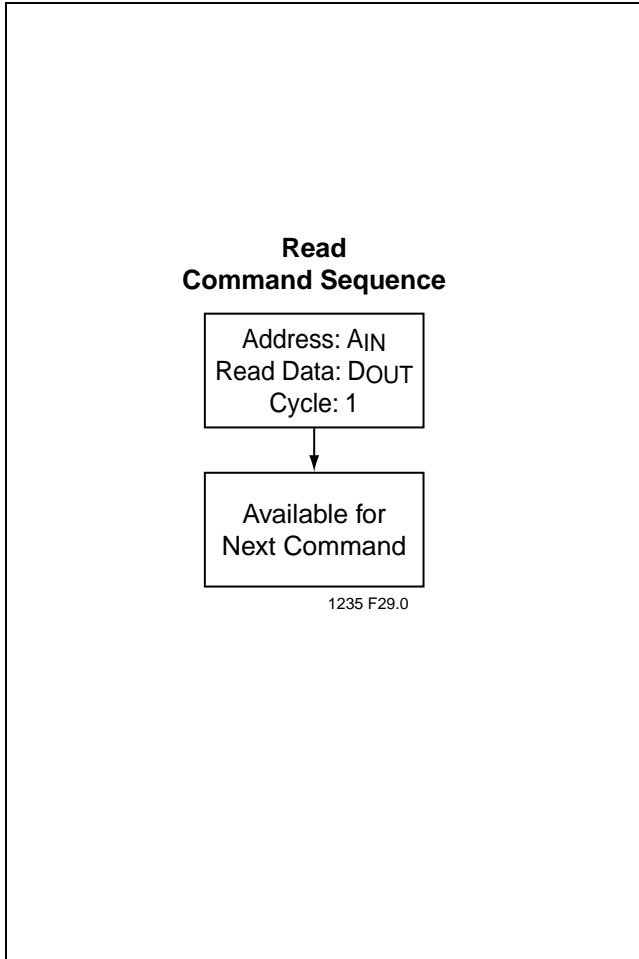 Read
Command Sequence
Address: AIN
Read Data: DOUT
Cycle: 1
Available for
Next Command
1235 F29.0